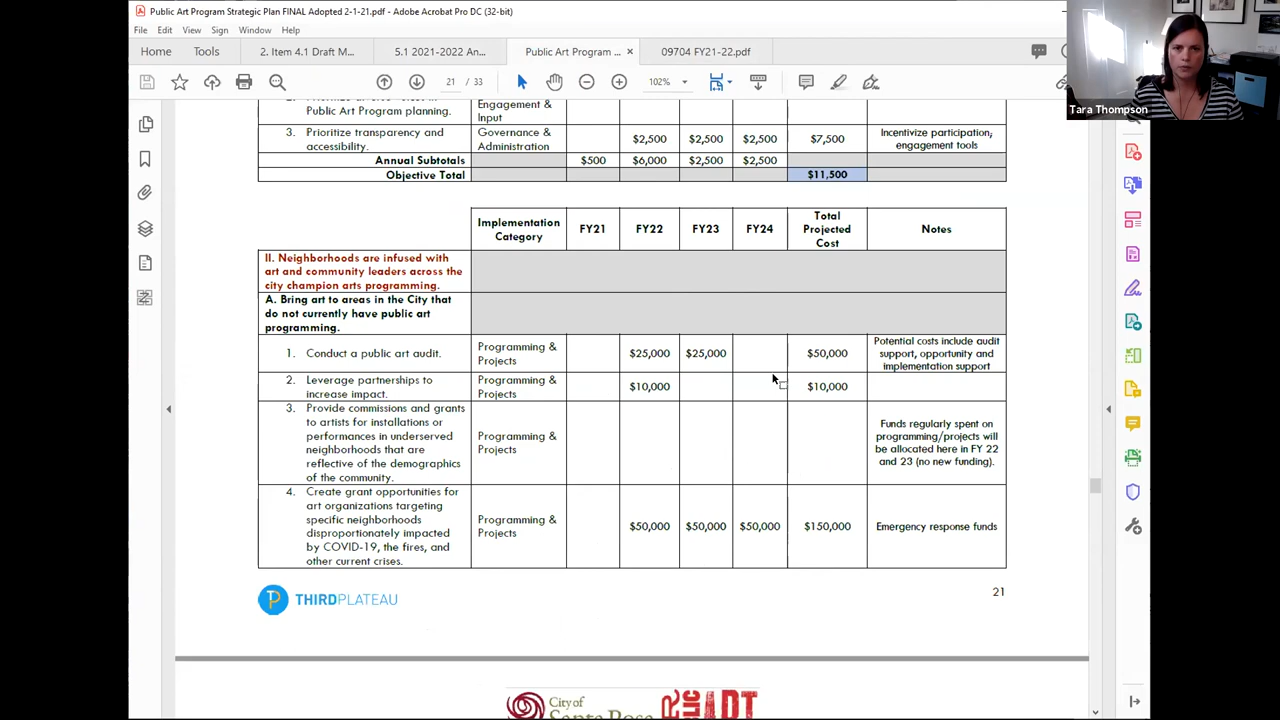 Public Art Program Strategic Plan FINAL Adopted 2-1-21.pdf - Adobe Acrobat Pro DC (32-bit)
File Edit View Sign Window Help
Home Tools 2. Item 4.1 Draft M... 5.1 2021-2022 An... Public Art Program ... × 09704 FY21-22.pdf
21 / 33 102%
Tara Thompson
Public Art Program planning.
Engagement &
Input
3. Prioritize transparency and
accessibility.
Governance &
Administration
$2,500 $2,500 $2,500 $7,500
Incentivize participation;
engagement tools
Annual Subtotals $500 $6,000 $2,500 $2,500
Objective Total $11,500
Implementation
Category
FY21 FY22 FY23 FY24
Total
Projected
Cost
Notes
II. Neighborhoods are infused with
art and community leaders across the
city champion arts programming.
A. Bring art to areas in the City that
do not currently have public art
programming.
1. Conduct a public art audit.
Programming &
Projects
$25,000 $25,000 $50,000
Potential costs include audit
support, opportunity and
implementation support
2. Leverage partnerships to
increase impact.
Programming &
Projects
$10,000 $10,000
3. Provide commissions and grants
to artists for installations or
performances in underserved
neighborhoods that are
reflective of the demographics
of the community.
Programming &
Projects
Funds regularly spent on
programming/projects will
be allocated here in FY 22
and 23 (no new funding).
4. Create grant opportunities for
art organizations targeting
specific neighborhoods
disproportionately impacted
by COVID-19, the fires, and
other current crises.
Programming &
Projects
$50,000 $50,000 $50,000 $150,000
Emergency response funds
THIRDPLATEAU
21
City of
Santa Rosa